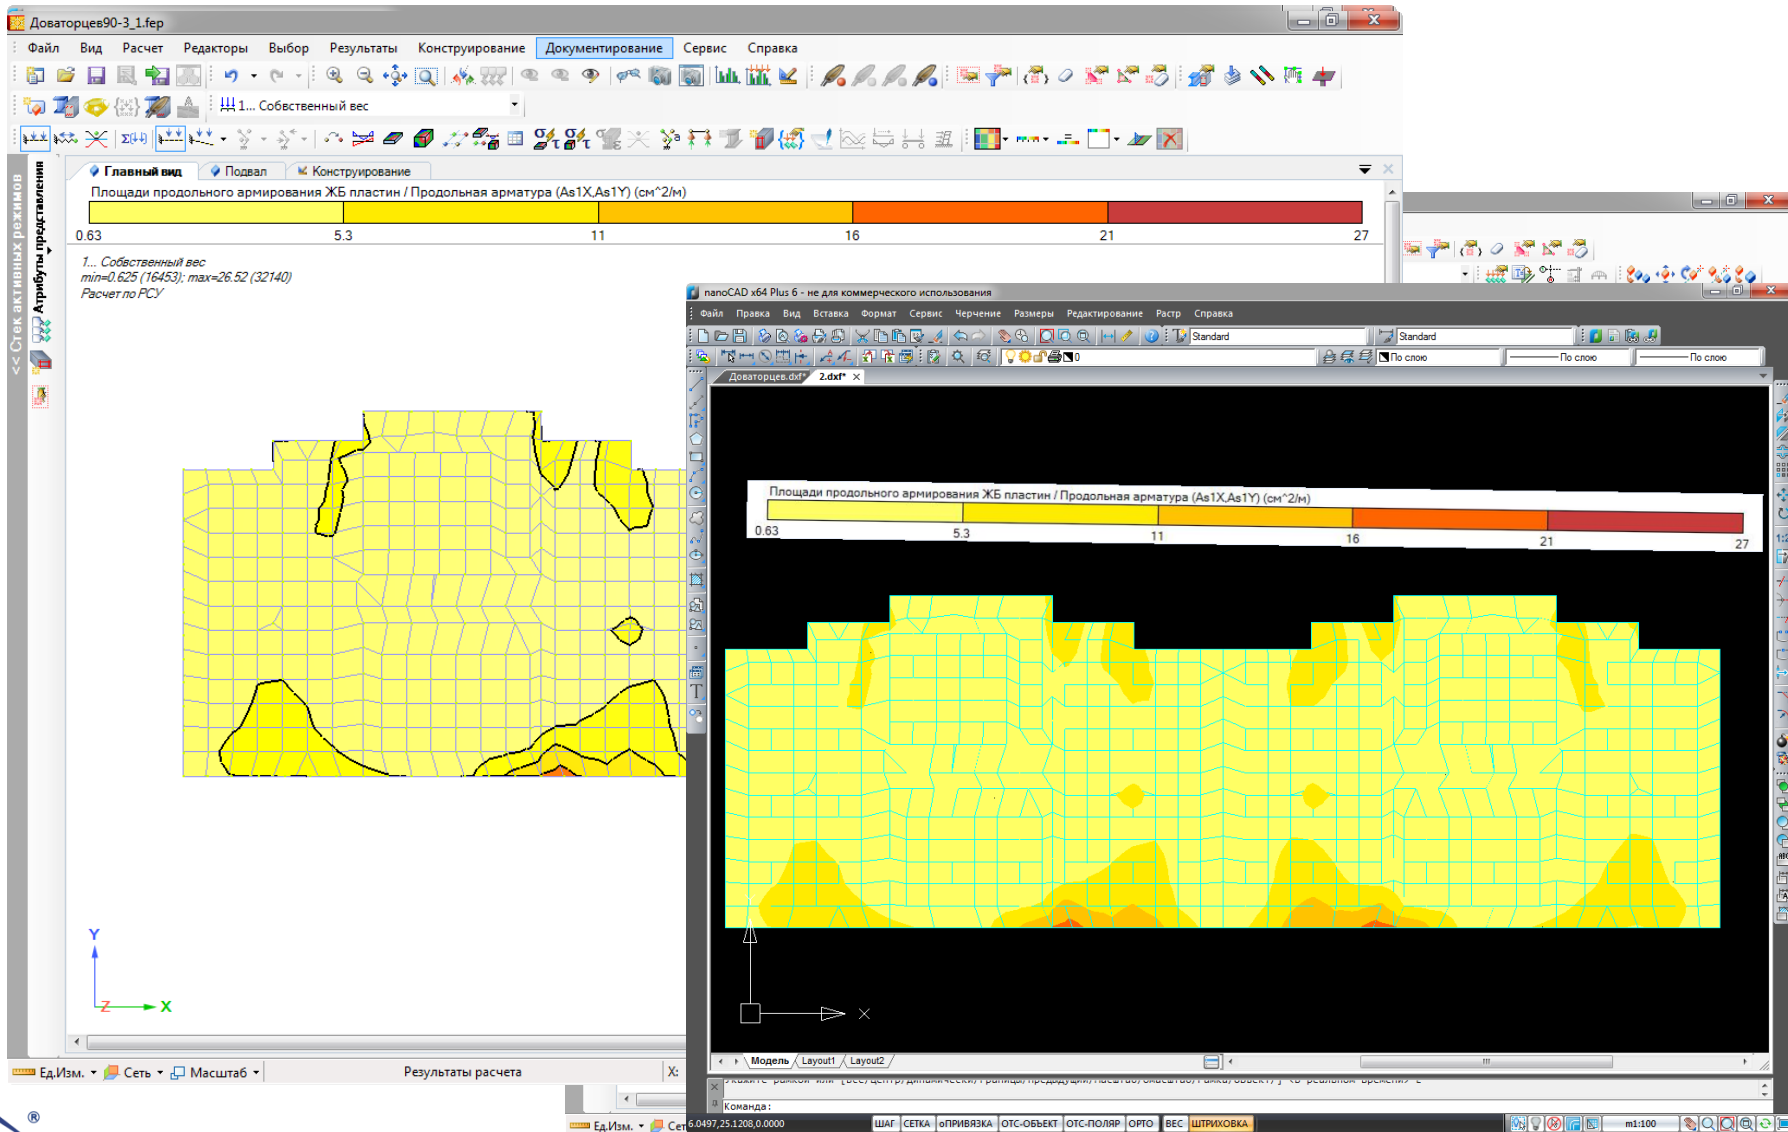 Доваторцев90-3_1.fep
Файл Вид Расчет Редакторы Выбор Результаты Конструирование Документирование Сервис Справка
1... Собственный вес
Главный вид Подвал Конструирование
<< Стек активных режимов
Атрибуты представления
Площади продольного армирования ЖБ пластин / Продольная арматура (As1X,As1Y) (см^2/м)
0.63 5.3 11 16 21 27
1... Собственный вес
min=0.625 (16453); max=26.52 (32140)
Расчет по РСУ
Y
Z X
Ед.Изм. Сеть Масштаб Результаты расчета X:
®
Ед.Изм. Сет
nanoCAD x64 Plus 6 - не для коммерческого использования
Файл Правка Вид Вставка Формат Сервис Черчение Размеры Редактирование Растр Справка
Standard Standard
0 По слою По слою По слою
Доваторцев.dxf* 2.dxf*
Площади продольного армирования ЖБ пластин / Продольная арматура (As1X,As1Y) (см^2/м)
0.63 5.3 11 16 21 27
X
Модель Layout1 Layout2
Команда:
6.0497,25.1208,0.0000 ШАГ СЕТКА оПРИВЯЗКА ОТС-ОБЪЕКТ ОТС-ПОЛЯР ОРТО ВЕС ШТРИХОВКА m1:100